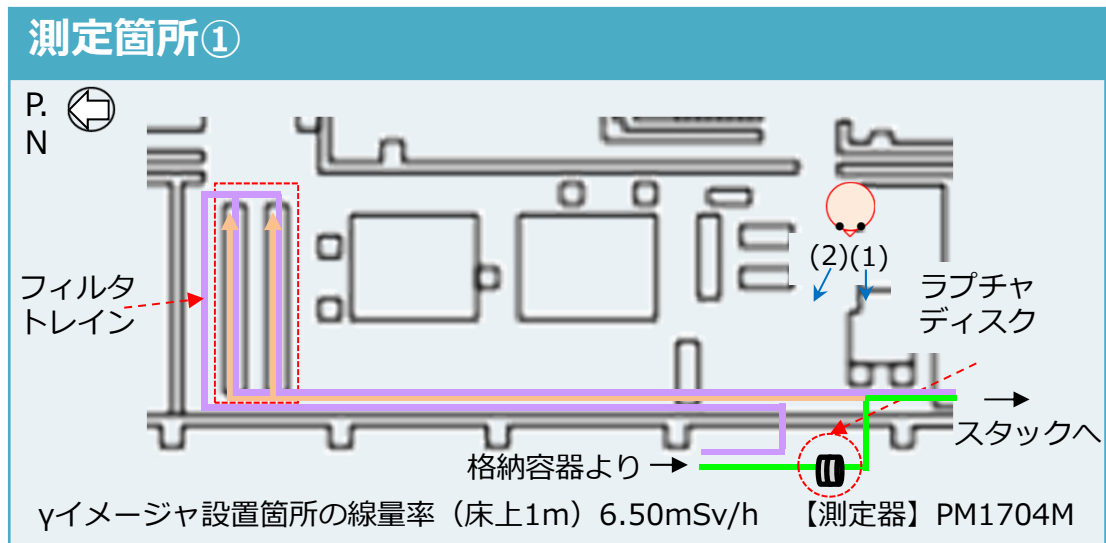 測定箇所①
P.
N
(2)(1)
フィルタ
トレイン
ラプチャ
ディスク
スタックへ
格納容器より
γイメージャ設置箇所の線量率（床上1m）6.50mSv/h 【測定器】PM1704M